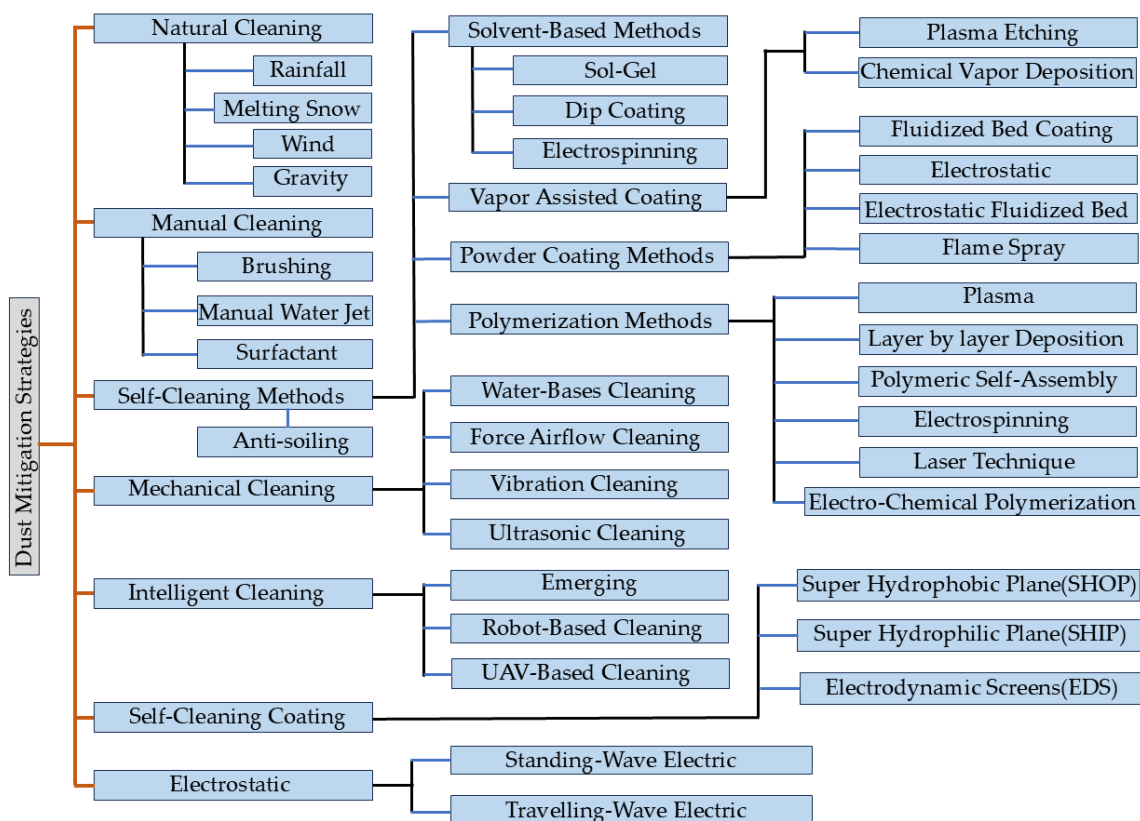 Dust Mitigation Strategies
Natural Cleaning
Rainfall
Melting Snow
Wind
Gravity
Manual Cleaning
Brushing
Manual Water Jet
Surfactant
Self-Cleaning Methods
Anti-soiling
Mechanical Cleaning
Intelligent Cleaning
Self-Cleaning Coating
Electrostatic
Solvent-Based Methods
Sol-Gel
Dip Coating
Electrospinning
Vapor Assisted Coating
Powder Coating Methods
Polymerization Methods
Water-Bases Cleaning
Force Airflow Cleaning
Vibration Cleaning
Ultrasonic Cleaning
Emerging
Robot-Based Cleaning
UAV-Based Cleaning
Standing-Wave Electric
Travelling-Wave Electric
Plasma Etching
Chemical Vapor Deposition
Fluidized Bed Coating
Electrostatic
Electrostatic Fluidized Bed
Flame Spray
Plasma
Layer by layer Deposition
Polymeric Self-Assembly
Electrospinning
Laser Technique
Electro-Chemical Polymerization
Super Hydrophobic Plane(SHOP)
Super Hydrophilic Plane(SHIP)
Electrodynamic Screens(EDS)